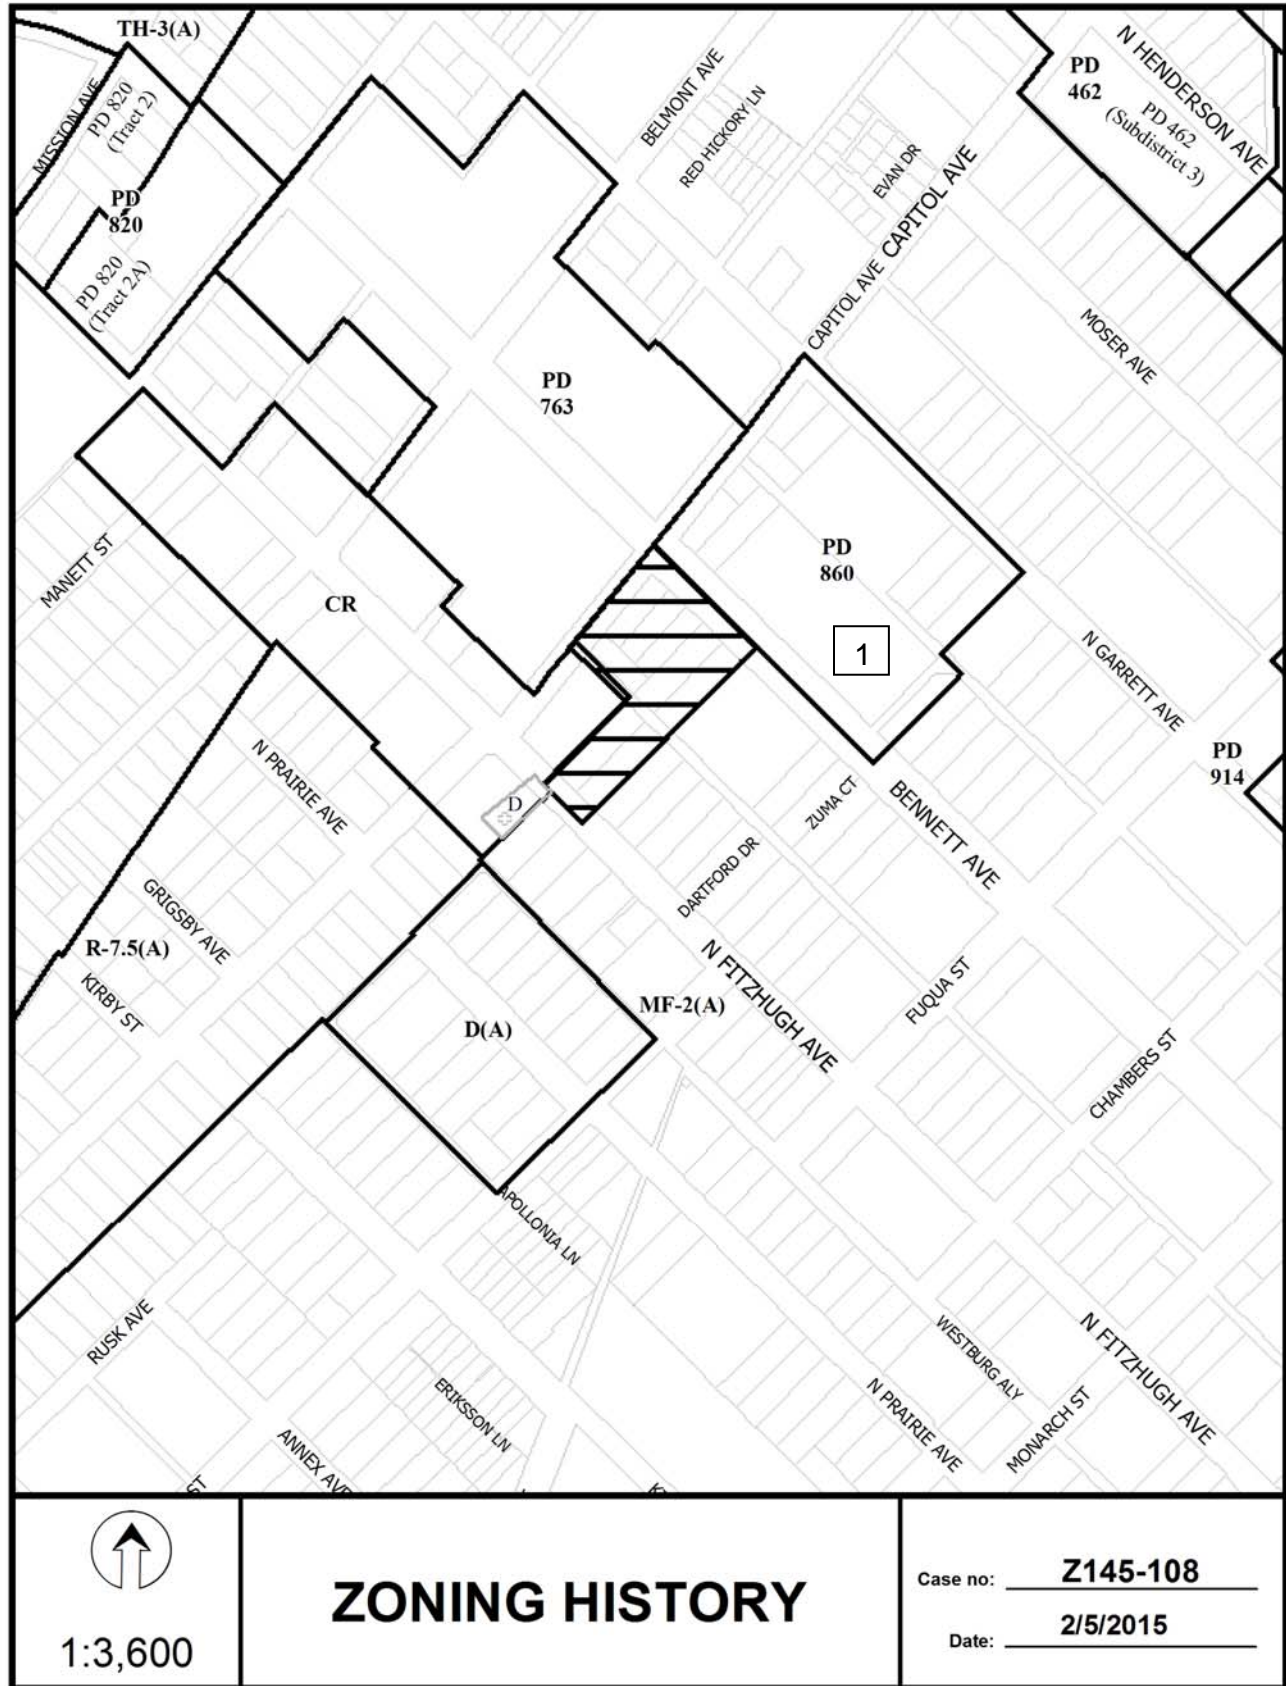 TH-3(A)
MISSION AVE
PD 820
(Tract 2)
PD
820
PD 820
(Tract 2A)
BELMONT AVE
RED HICKORY LN
EVAN DR
CAPITOL AVE
CAPITOL AVE
PD
462
N HENDERSON AVE
PD 462
(Subdistrict 3)
MOSER AVE
PD
763
MANETT ST
CR
PD
860
1
N GARRETT AVE
PD
914
N PRAIRIE AVE
D
ZUMA CT
BENNETT AVE
DARTFORD DR
GRIGSBY AVE
R-7.5(A)
KIRBY ST
N FITZHUGH AVE
FUQUA ST
MF-2(A)
D(A)
CHAMBERS ST
APOLLONIA LN
RUSK AVE
ERIKSSON LN
ANNEX AVE
ST
WESTBURG ALY
N FITZHUGH AVE
N PRAIRIE AVE
MONARCH ST
1:3,600
ZONING HISTORY
Case no: Z145-108
Date: 2/5/2015